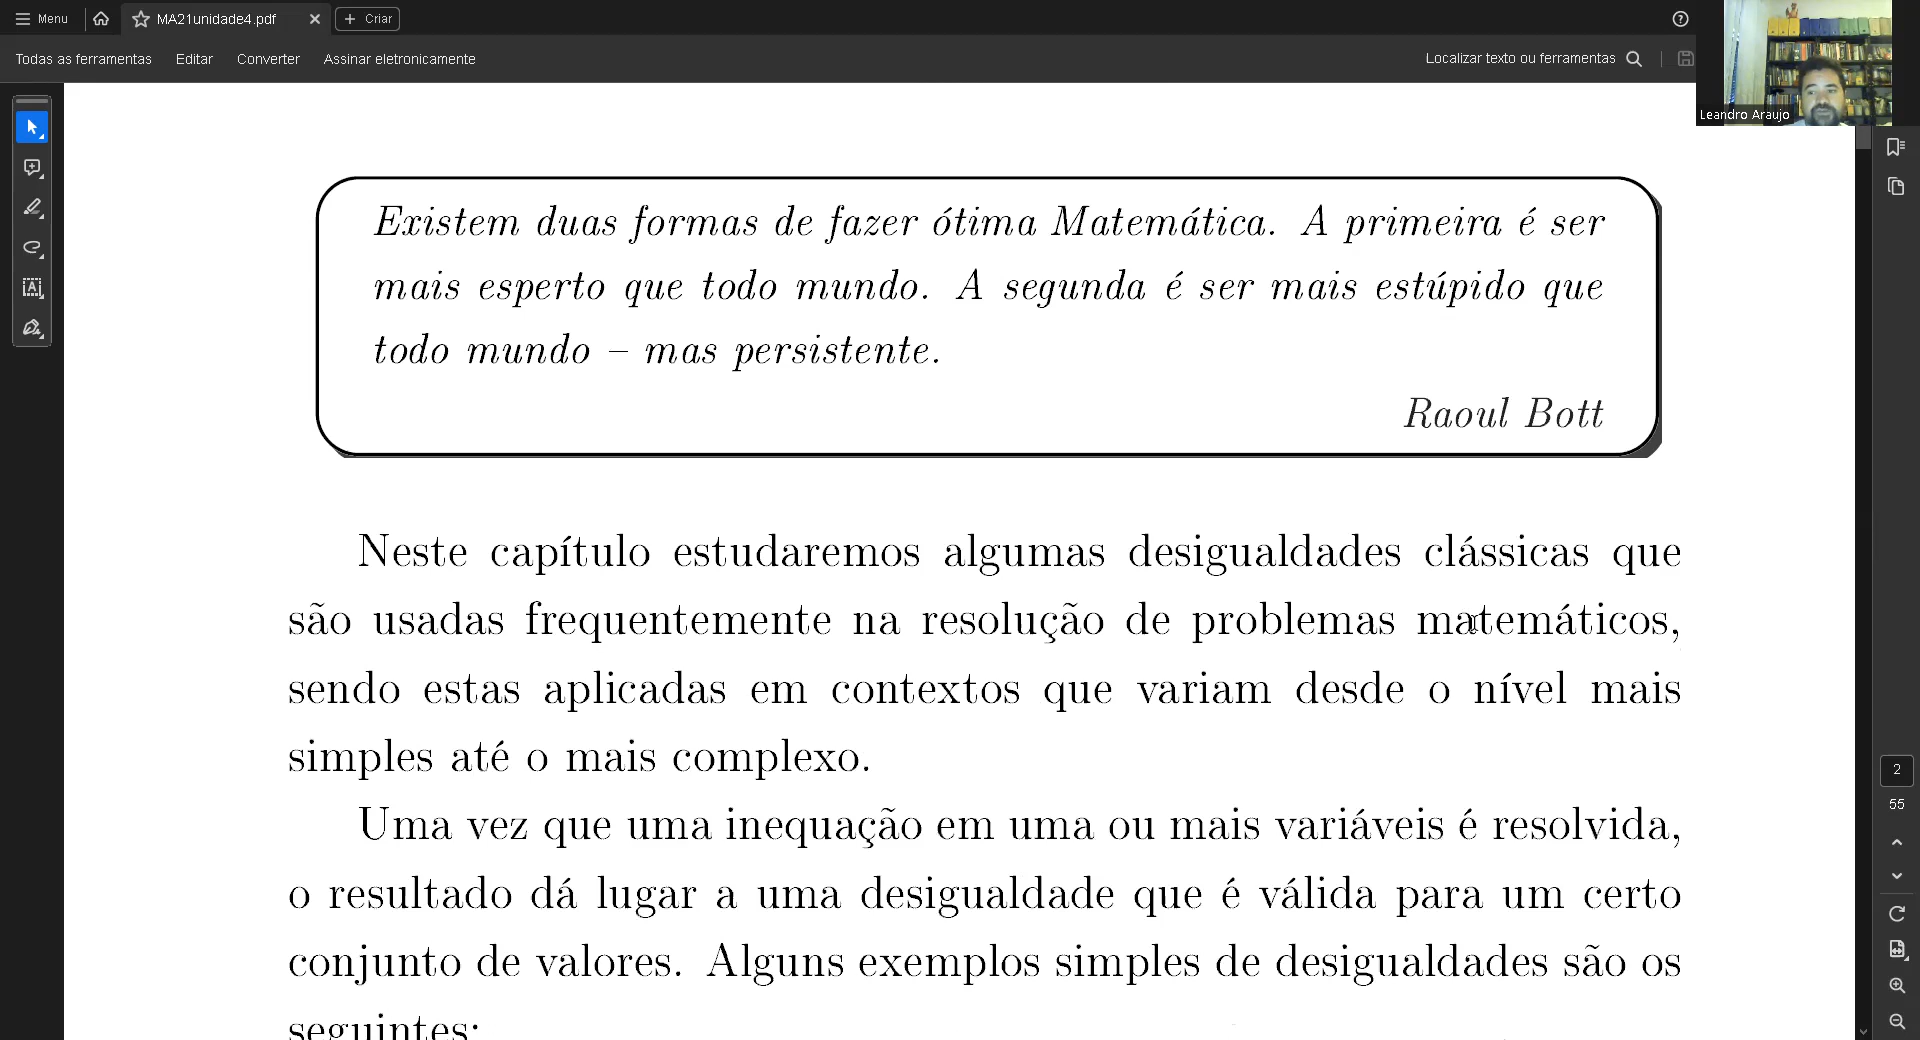 Menu
MA21unidade4.pdf
Criar
Todas as ferramentas
Editar
Converter
Assinar eletronicamente
Localizar texto ou ferramentas
Leandro Araujo
Existem duas formas de fazer ótima Matemática. A primeira é ser
mais esperto que todo mundo. A segunda é ser mais estúpido que
todo mundo – mas persistente.
Raoul Bott
Neste capítulo estudaremos algumas desigualdades clássicas que
são usadas frequentemente na resolução de problemas matemáticos,
sendo estas aplicadas em contextos que variam desde o nível mais
simples até o mais complexo.
Uma vez que uma inequação em uma ou mais variáveis é resolvida,
o resultado dá lugar a uma desigualdade que é válida para um certo
conjunto de valores. Alguns exemplos simples de desigualdades são os
seguintes:
2
55